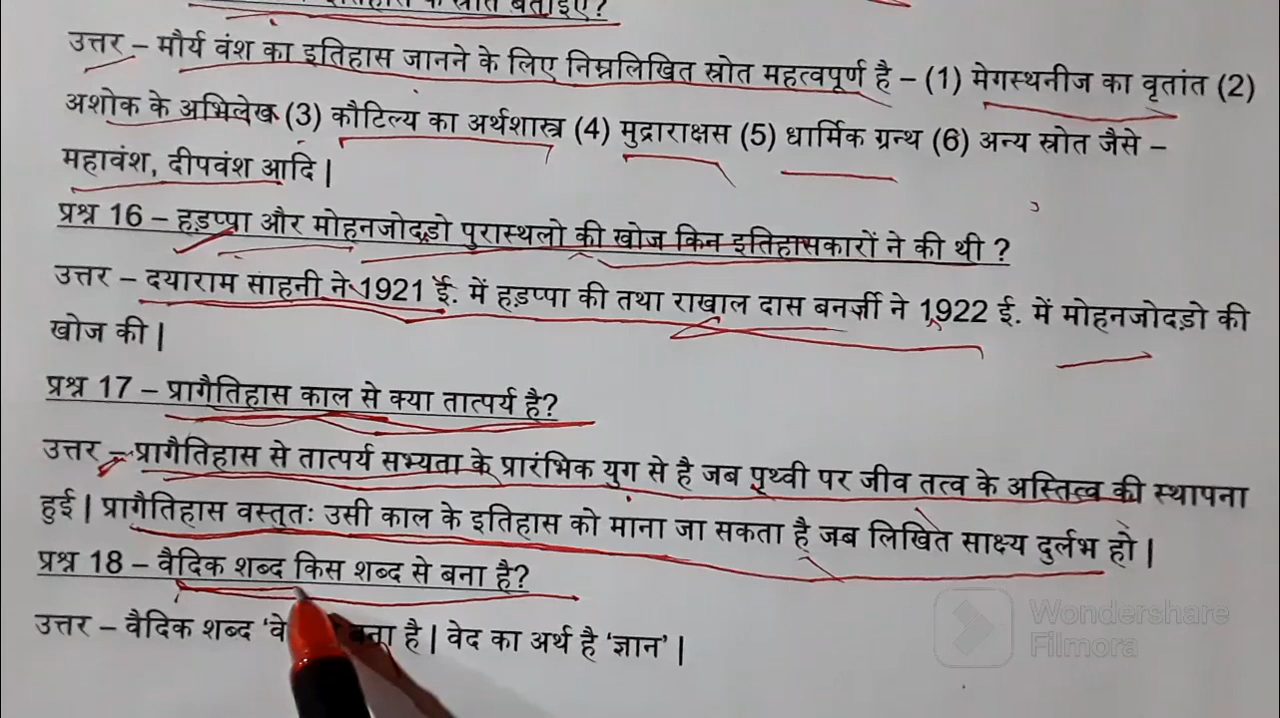 के स्रोत बताइए?
उत्तर – मौर्य वंश का इतिहास जानने के लिए निम्नलिखित स्रोत महत्वपूर्ण है – (1) मेगस्थनीज का वृतांत (2)
अशोक के अभिलेख (3) कौटिल्य का अर्थशास्त्र (4) मुद्राराक्षस (5) धार्मिक ग्रन्थ (6) अन्य स्रोत जैसे –
महावंश, दीपवंश आदि |
प्रश्न 16 – हड़प्पा और मोहनजोदड़ो पुरास्थलो की खोज किन इतिहासकारों ने की थी ?
उत्तर – दयाराम साहनी ने 1921 ई. में हड़प्पा की तथा राखाल दास बनर्ज़ी ने 1922 ई. में मोहनजोदड़ो की
खोज की |
प्रश्न 17 – प्रागैतिहास काल से क्या तात्पर्य है?
उत्तर – प्रागैतिहास से तात्पर्य सभ्यता के प्रारंभिक युग से है जब पृथ्वी पर जीव तत्व के अस्तित्व की स्थापना
हुई | प्रागैतिहास वस्तुतः उसी काल के इतिहास को माना जा सकता है जब लिखित साक्ष्य दुर्लभ हो |
प्रश्न 18 – वैदिक शब्द किस शब्द से बना है?
उत्तर – वैदिक शब्द बना है | वेद का अर्थ है ‘ज्ञान’ |
Wondershare
Filmora